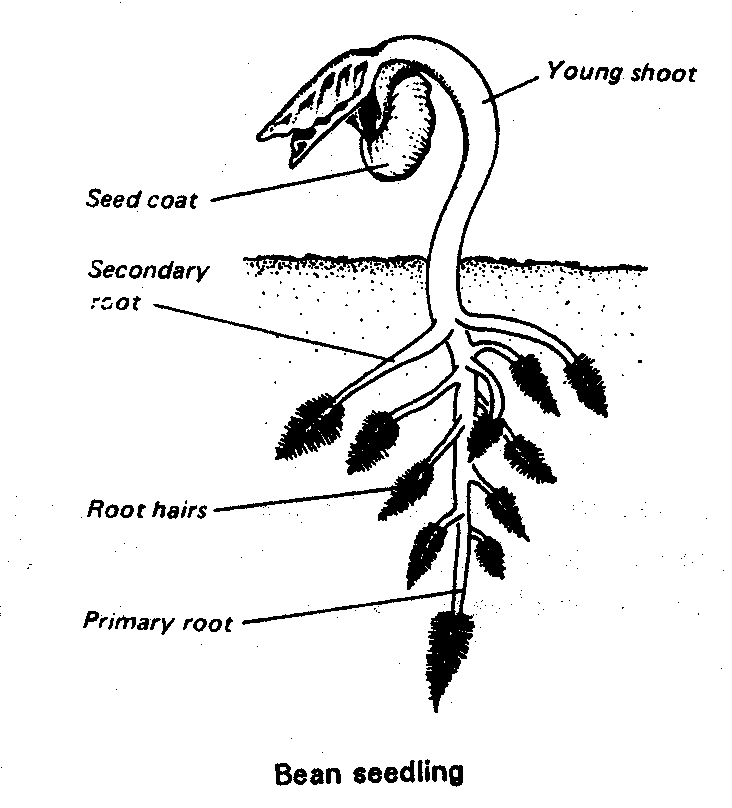 Young shoot
Seed coat
Secondary
root
Root hairs
Primary root
Bean seedling